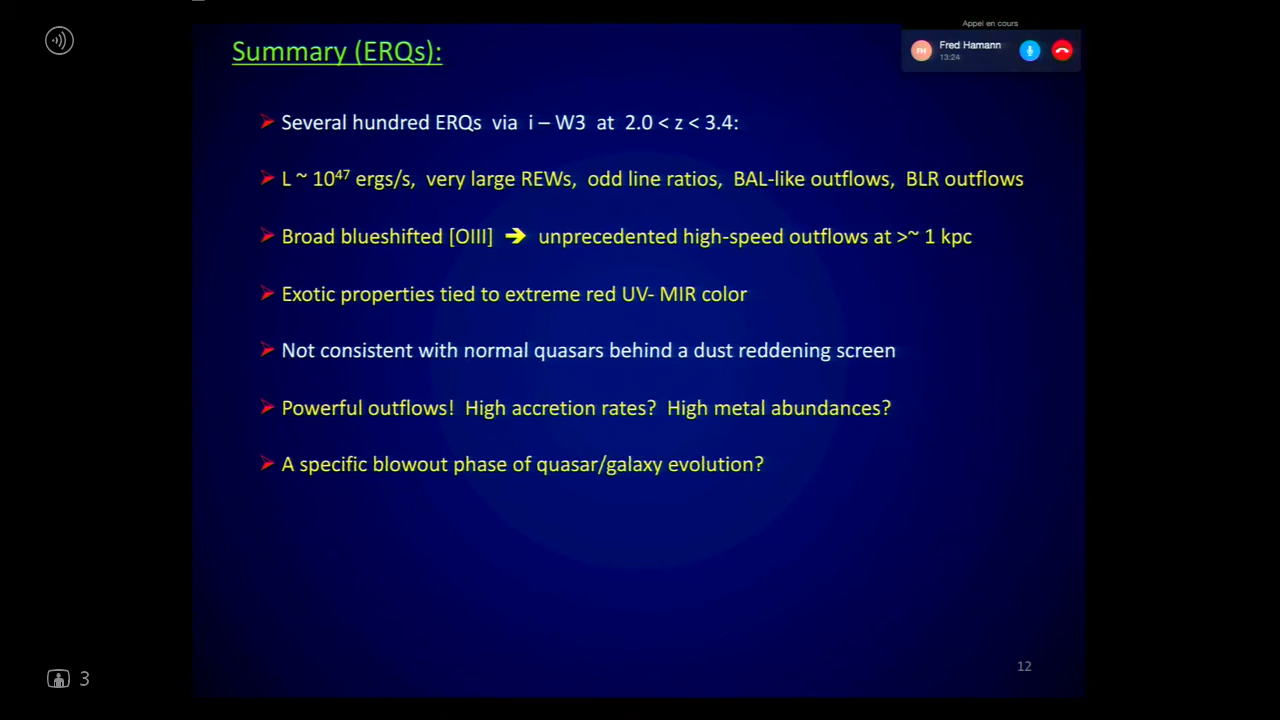 Appel en cours
Fred Hamann
FH
13:24
Summary (ERQs):
➤ Several hundred ERQs via i – W3 at 2.0 < z < 3.4:
➤ L ~ 10⁴⁷ ergs/s, very large REWs, odd line ratios, BAL-like outflows, BLR outflows
➤ Broad blueshifted [OIII] ➔ unprecedented high-speed outflows at >~ 1 kpc
➤ Exotic properties tied to extreme red UV- MIR color
➤ Not consistent with normal quasars behind a dust reddening screen
➤ Powerful outflows! High accretion rates? High metal abundances?
➤ A specific blowout phase of quasar/galaxy evolution?
12
3